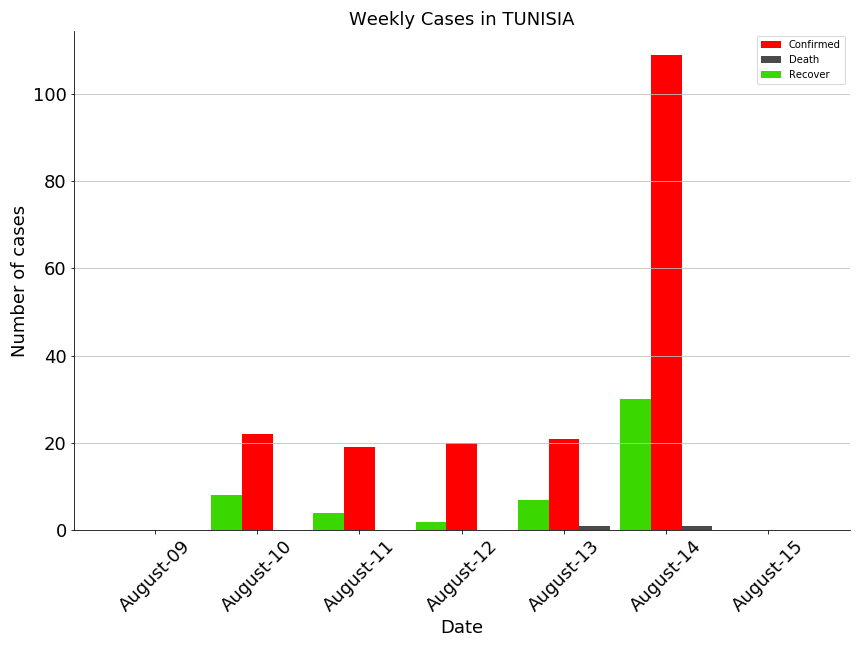 Weekly Cases in TUNISIA
Confirmed
Death
Recover
Number of cases
100
80
60
40
20
0
August-09
August-10
August-11
August-12
August-13
August-14
August-15
Date